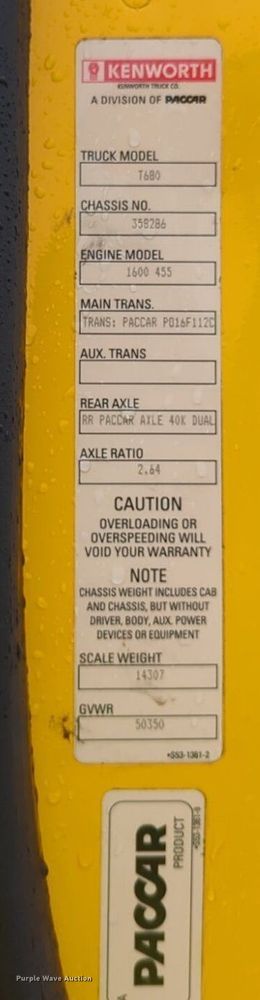 KENWORTH
KENWORTH TRUCK CO.
A DIVISION OF PACCAR
TRUCK MODEL
T680
CHASSIS NO.
358286
ENGINE MODEL
1600 455
MAIN TRANS.
TRANS: PACCAR PO16F112C
AUX. TRANS
REAR AXLE
RR PACCAR AXLE 40K DUAL
AXLE RATIO
2.64
CAUTION
OVERLOADING OR
OVERSPEEDING WILL
VOID YOUR WARRANTY
NOTE
CHASSIS WEIGHT INCLUDES CAB
AND CHASSIS, BUT WITHOUT
DRIVER, BODY, AUX. POWER
DEVICES OR EQUIPMENT
SCALE WEIGHT
14307
GVWR
50350
•S53-1361-2
PACCAR
PRODUCT
Purple Wave Auction